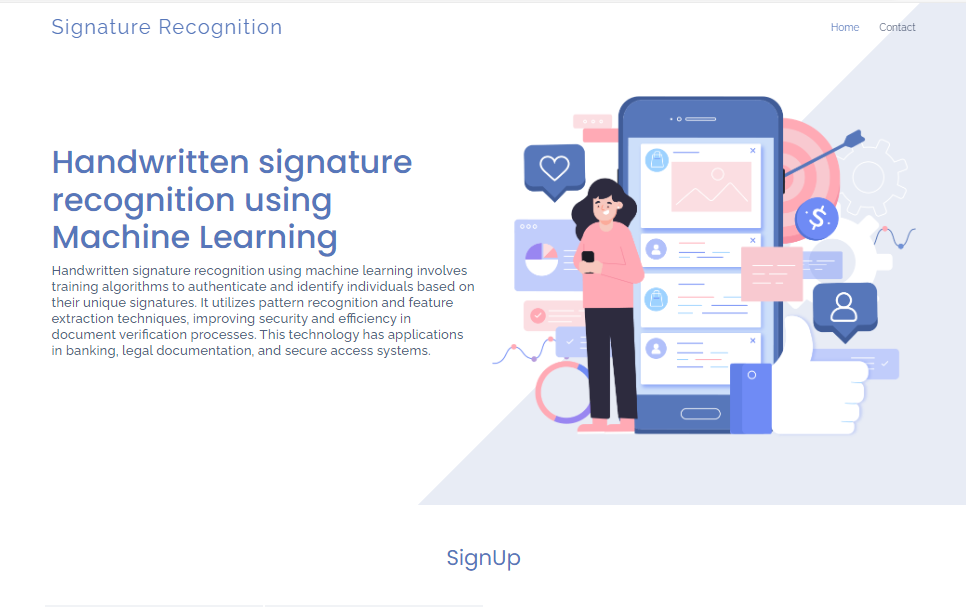 Signature Recognition
Home Contact
Handwritten signature
recognition using
Machine Learning
Handwritten signature recognition using machine learning involves
training algorithms to authenticate and identify individuals based on
their unique signatures. It utilizes pattern recognition and feature
extraction techniques, improving security and efficiency in
document verification processes. This technology has applications
in banking, legal documentation, and secure access systems.
$
SignUp